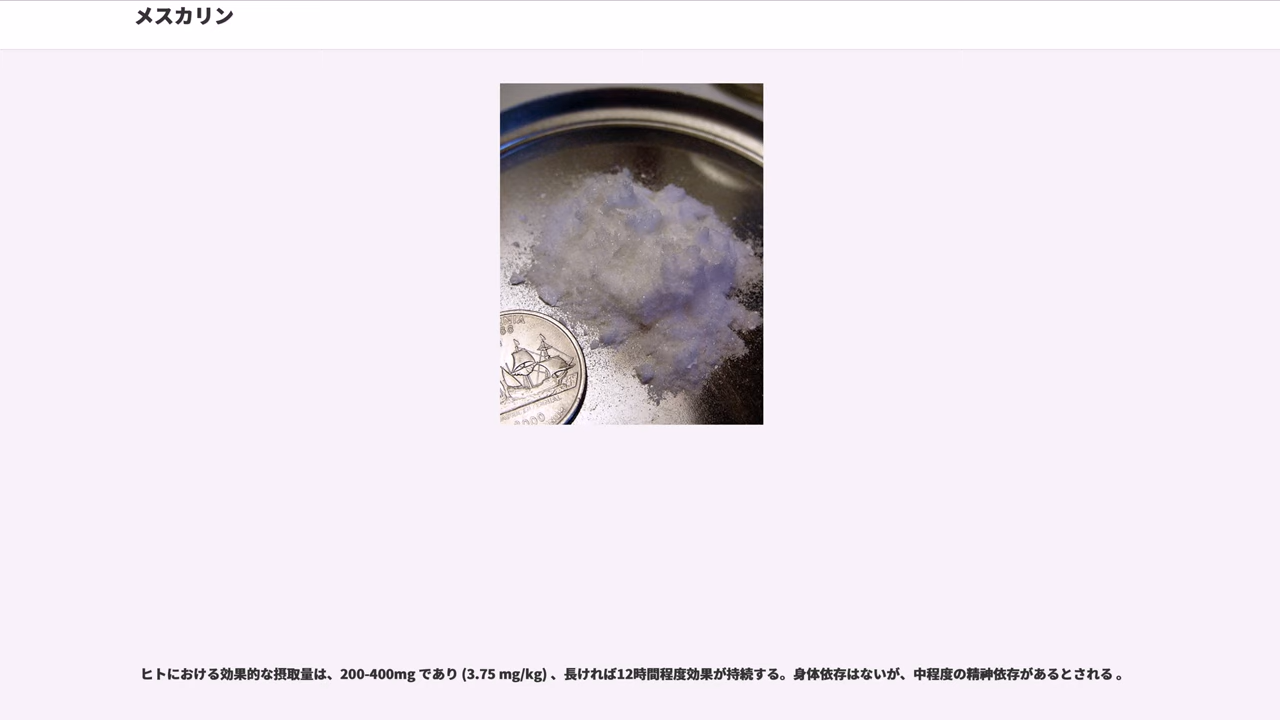 メスカリン
ヒトにおける効果的な摂取量は、200-400mg であり (3.75 mg/kg) 、長ければ12時間程度効果が持続する。身体依存はないが、中程度の精神依存があるとされる 。